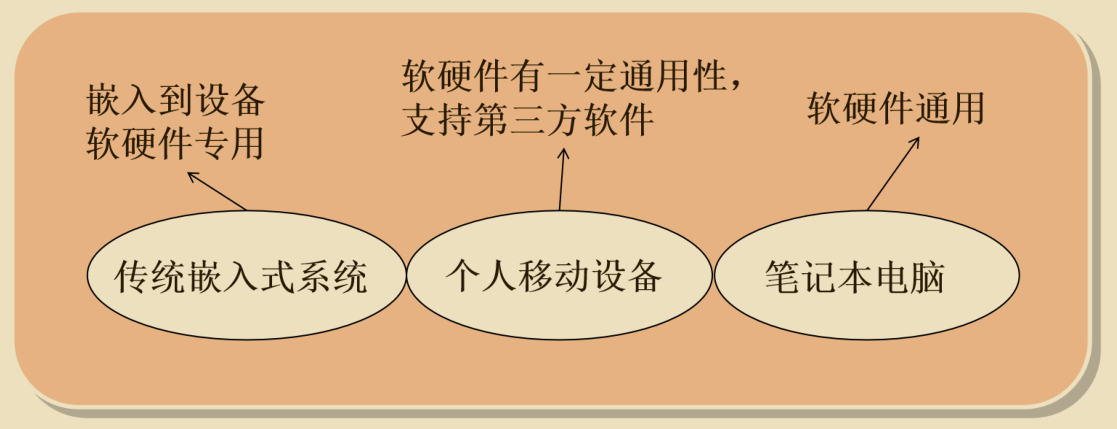 嵌入到设备
软硬件专用
软硬件有一定通用性，
支持第三方软件
软硬件通用
传统嵌入式系统
个人移动设备
笔记本电脑